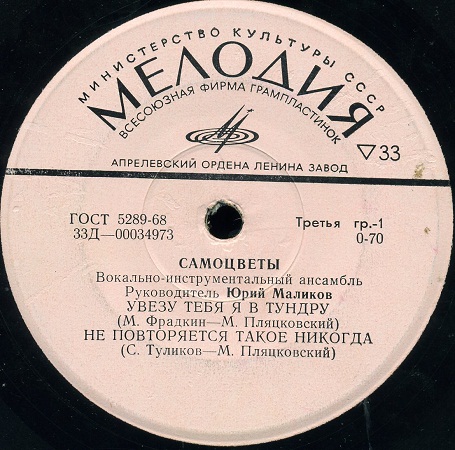 МИНИСТЕРСТВО КУЛЬТУРЫ СССР
МЕЛОДИЯ
ВСЕСОЮЗНАЯ ФИРМА ГРАМПЛАСТИНОК
АПРЕЛЕВСКИЙ ОРДЕНА ЛЕНИНА ЗАВОД
▽33
ГОСТ 5289-68
33Д—00034973
Третья гр.-1
0-70
САМОЦВЕТЫ
Вокально-инструментальный ансамбль
Руководитель Юрий Маликов
УВЕЗУ ТЕБЯ Я В ТУНДРУ
(М. Фрадкин—М. Пляцковский)
НЕ ПОВТОРЯЕТСЯ ТАКОЕ НИКОГДА
(С. Туликов—М. Пляцковский)